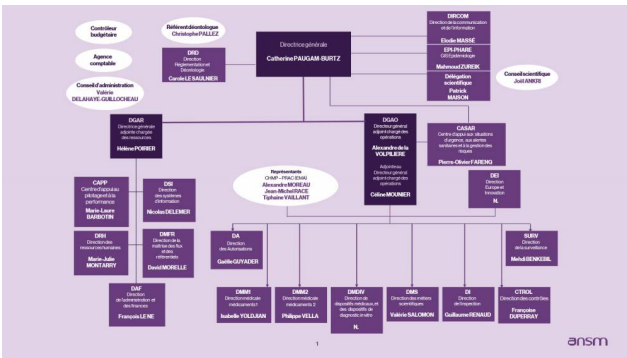 Contrôleur
budgétaire
Agence
comptable
Conseil d'administration
Valérie
DELAHAYE-GUILLOCHEAU
Référent déontologue
Christophe PALLEZ
DRD
Direction
Réglementation et
Déontologie
Carole LE SAULNIER
Directrice générale
Catherine PAUGAM-BURTZ
DIRCOM
Direction de la communication
et de l'information
Elodie MASSÉ
EPI-PHARE
GIS Epidémiologie
Mahmoud ZUREIK
Délégation
scientifique
Patrick
MAISON
Conseil scientifique
Joël ANKRI
DGAR
Directrice générale
adjointe chargée
des ressources
Hélène POIRIER
DGAO
Directeur général
adjoint chargé des
opérations
Alexandre de la
VOLPILIERE
Adjointe au
Directeur général
adjoint chargé des
opérations
Céline MOUNIER
CASAR
Centre d'appui aux situations
d'urgence, aux alertes
sanitaires et à la gestion des
risques
Pierre-Olivier FARENQ
Représentants
CHMP – PRAC (EMA)
Alexandre MOREAU
Jean-Michel RACE
Tiphaine VAILLANT
DEI
Direction
Europe et
Innovation
N.
CAPP
Centre d'appui au
pilotage et à la
performance
Marie-Laure
BARBOTIN
DSI
Direction
des systèmes
d'information
Nicolas DELEMER
DRH
Direction des
ressources humaines
Marie-Julie
MONTARRY
DMFR
Direction de la
maîtrise des flux et
des référentiels
David MORELLE
DAF
Direction
de l'administration et
des finances
François LE NE
DA
Direction
des Autorisations
Gaëlle GUYADER
SURV
Direction
de la surveillance
Mehdi BENKEBIL
DMM1
Direction médicale
médicaments 1
Isabelle YOLDJIAN
DMM2
Direction médicale
médicaments 2
Philippe VELLA
DMDIV
Direction de
dispositifs médicaux, et
des dispositifs de
diagnostic in vitro
N.
DMS
Direction des métiers
scientifiques
Valérie SALOMON
DI
Direction
de l'inspection
Guillaume RENAUD
CTROL
Direction des contrôles
Françoise
DUPERRAY
1
ansm